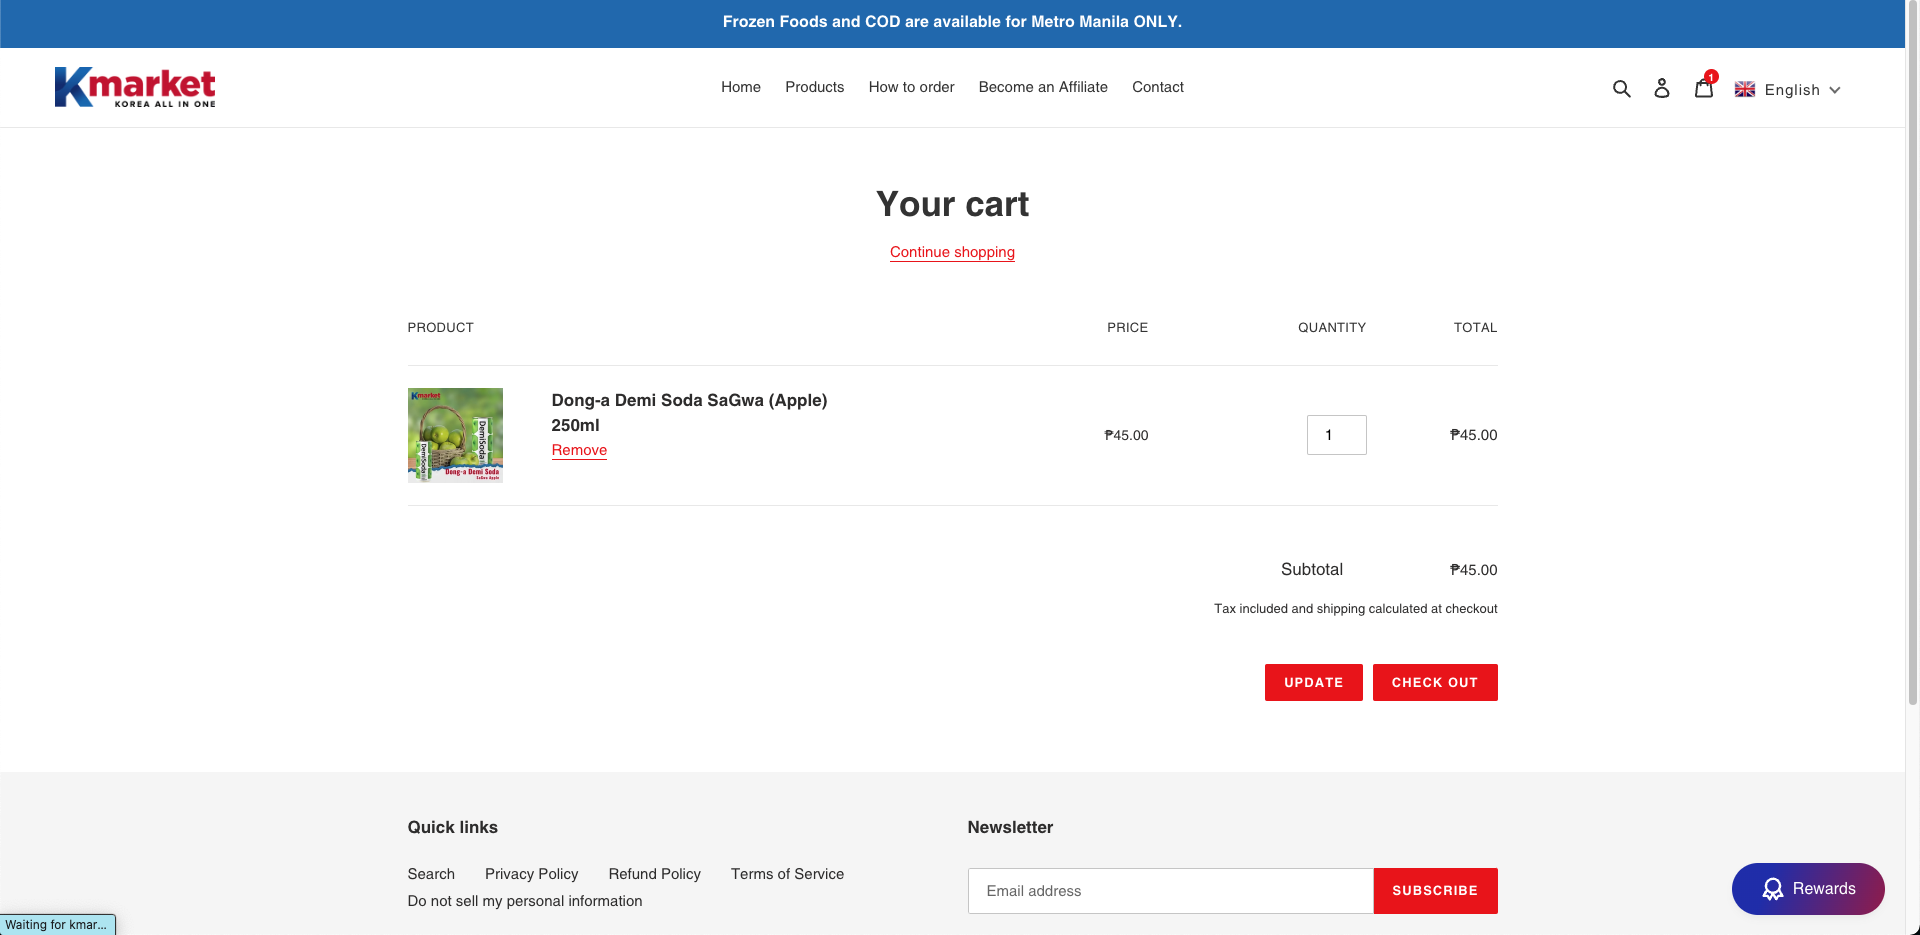 Frozen Foods and COD are available for Metro Manila ONLY.
Kmarket
KOREA ALL IN ONE
Home
Products
How to order
Become an Affiliate
Contact
1
English
Your cart
Continue shopping
PRODUCT
PRICE
QUANTITY
TOTAL
Kmarket
DemiSoda
DemiSoda
Dong-a Demi Soda
SaGwa Apple
Dong-a Demi Soda SaGwa (Apple)
250ml
Remove
₱45.00
1
₱45.00
Subtotal
₱45.00
Tax included and shipping calculated at checkout
UPDATE
CHECK OUT
Quick links
Newsletter
Search
Privacy Policy
Refund Policy
Terms of Service
Do not sell my personal information
Email address
SUBSCRIBE
Rewards
Waiting for kmar...